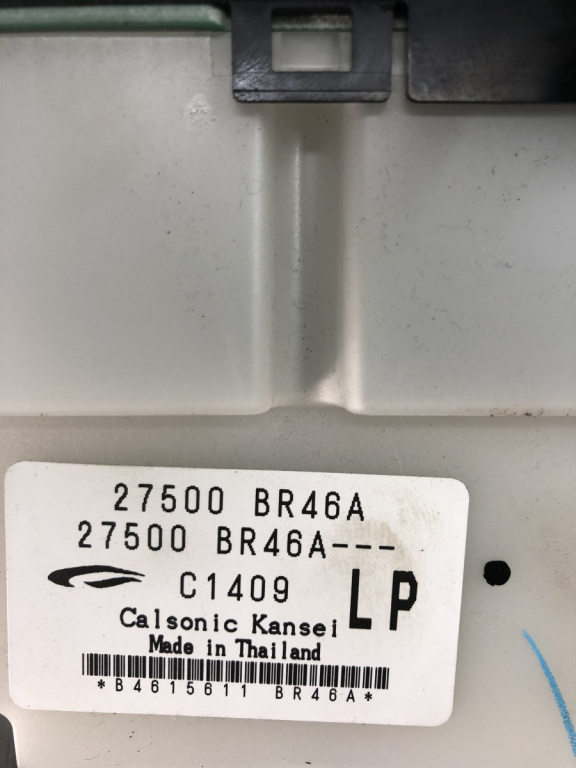 27500 BR46A
27500 BR46A---
C1409 LP
Calsonic Kansei
Made in Thailand
*B4615611 BR46A*